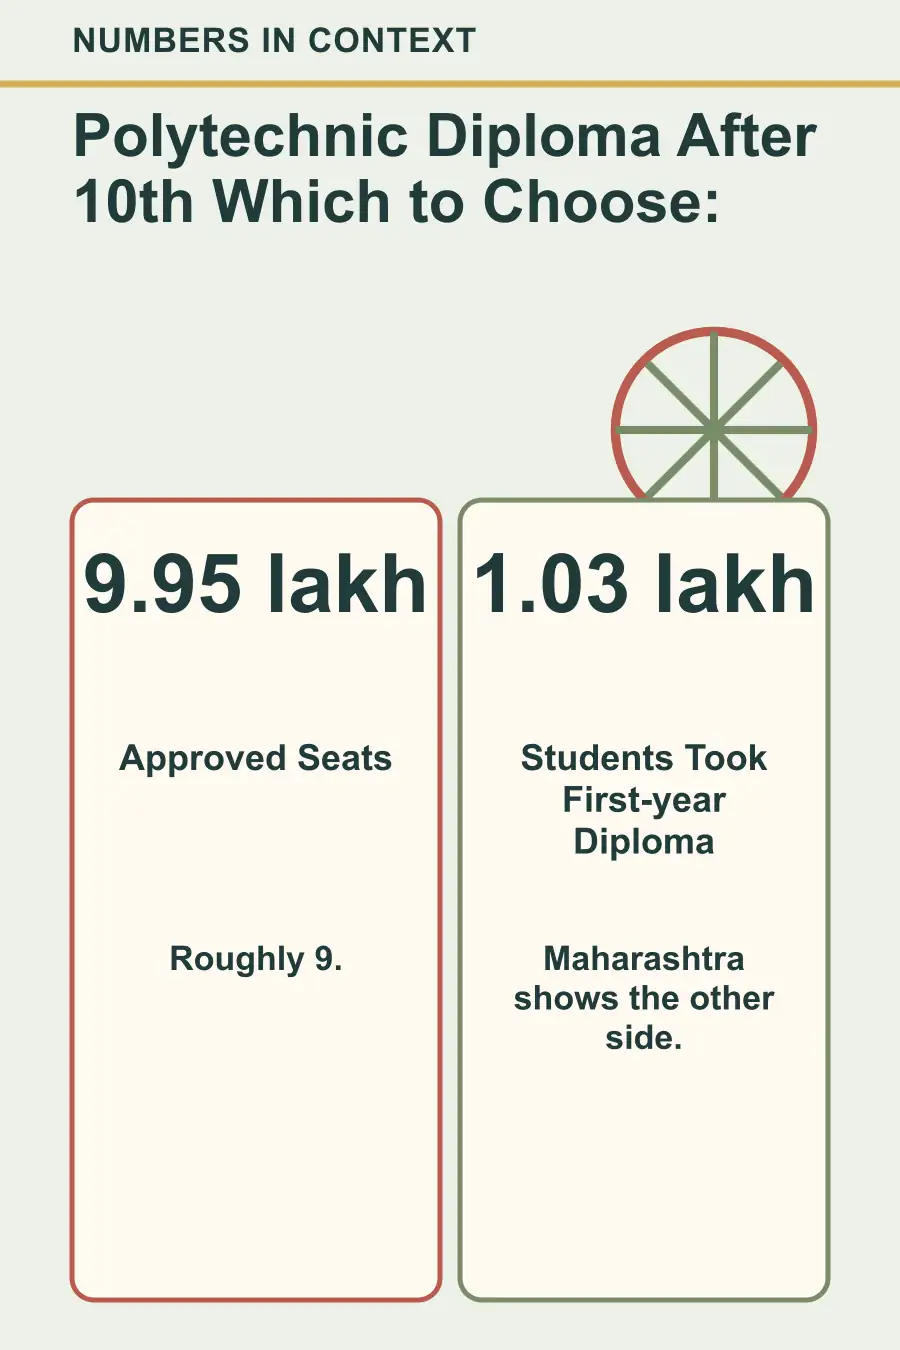 NUMBERS IN CONTEXT
Polytechnic Diploma After
10th Which to Choose:
9.95 lakh
Approved Seats
Roughly 9.
1.03 lakh
Students Took
First-year
Diploma
Maharashtra
shows the other
side.